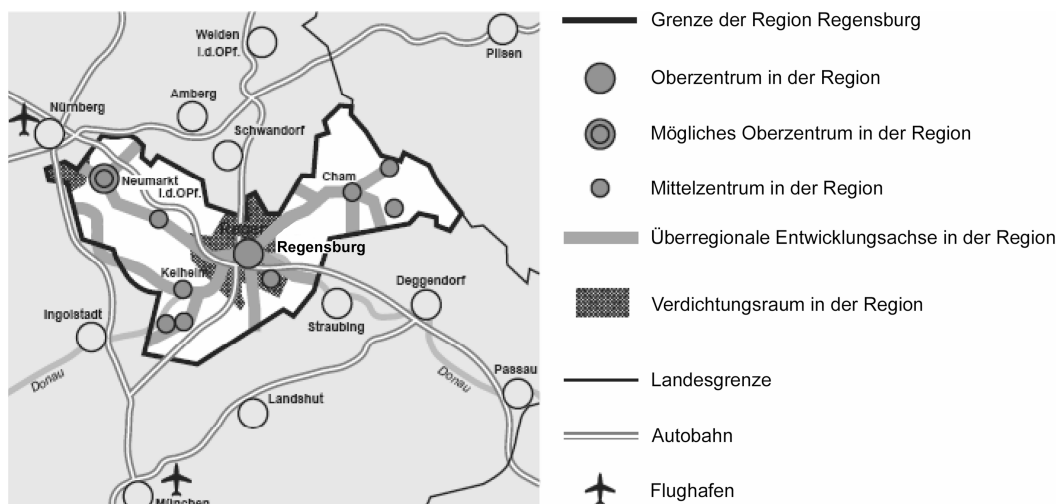 Weiden
i.d.OPf.
Pilsen
Amberg
Nürnberg
Schwandorf
Cham
Neumarkt
i.d.OPf.
Regensburg
Kelheim
Deggendorf
Ingolstadt
Straubing
Donau
Donau
Passau
Landshut
München
Grenze der Region Regensburg
Oberzentrum in der Region
Mögliches Oberzentrum in der Region
Mittelzentrum in der Region
Überregionale Entwicklungsachse in der Region
Verdichtungsraum in der Region
Landesgrenze
Autobahn
Flughafen